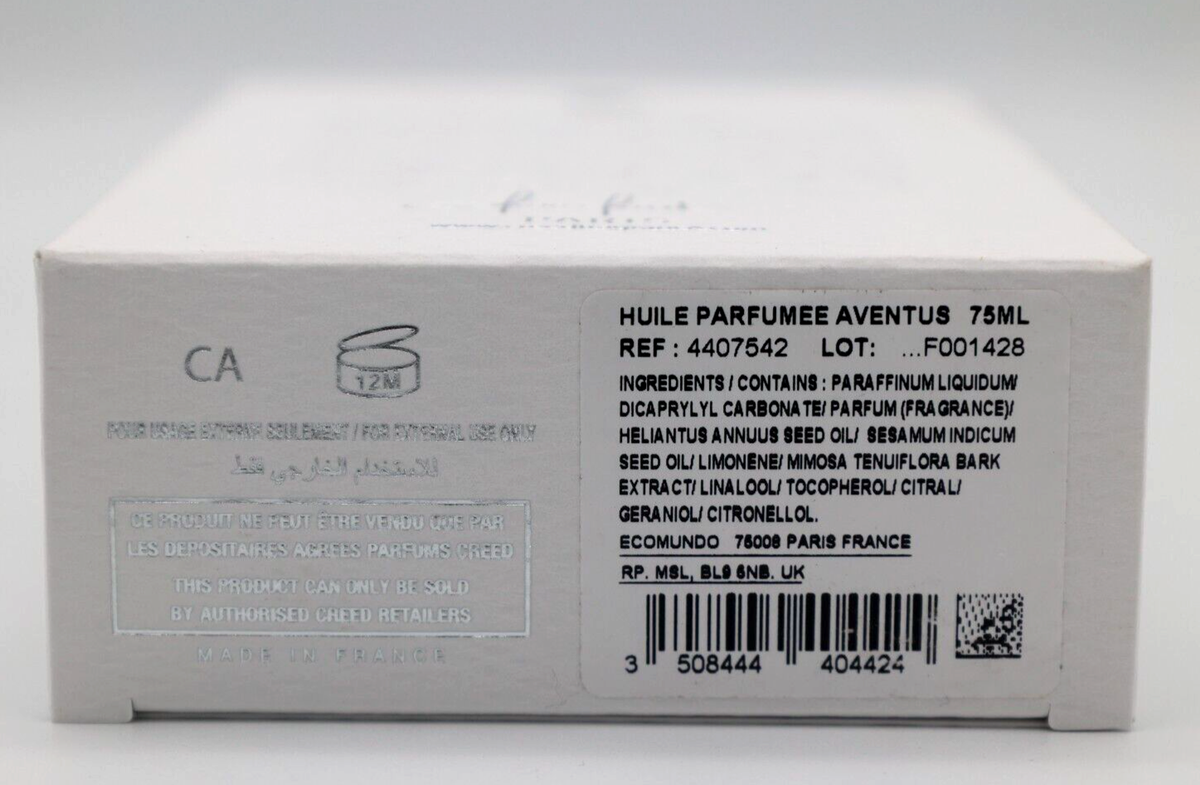 CA
12M
POUR USAGE EXTERNE SEULEMENT / FOR EXTERNAL USE ONLY
للاستخدام الخارجي فقط
CE PRODUIT NE PEUT ÊTRE VENDU QUE PAR
LES DEPOSITAIRES AGREES PARFUMS CREED
THIS PRODUCT CAN ONLY BE SOLD
BY AUTHORISED CREED RETAILERS
MADE IN FRANCE
HUILE PARFUMEE AVENTUS 75ML
REF : 4407542 LOT: ...F001428
INGREDIENTS / CONTAINS : PARAFFINUM LIQUIDUM/
DICAPRYLYL CARBONATE/ PARFUM (FRAGRANCE)/
HELIANTUS ANNUUS SEED OIL/ SESAMUM INDICUM
SEED OIL/ LIMONENE/ MIMOSA TENUIFLORA BARK
EXTRACT/ LINALOOL/ TOCOPHEROL/ CITRAL/
GERANIOL/ CITRONELLOL.
ECOMUNDO 75008 PARIS FRANCE
RP. MSL, BL9 6NB. UK
3 508444 404424